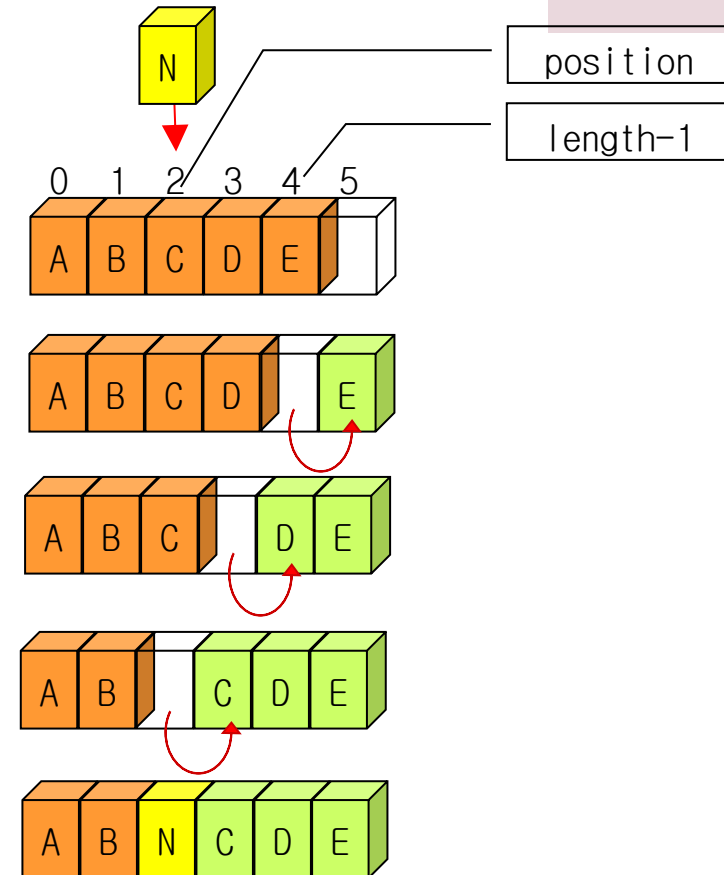 N
position
length-1
0 1 2 3 4 5
A B C D E
A B C D E
A B C D E
A B C D E
A B N C D E